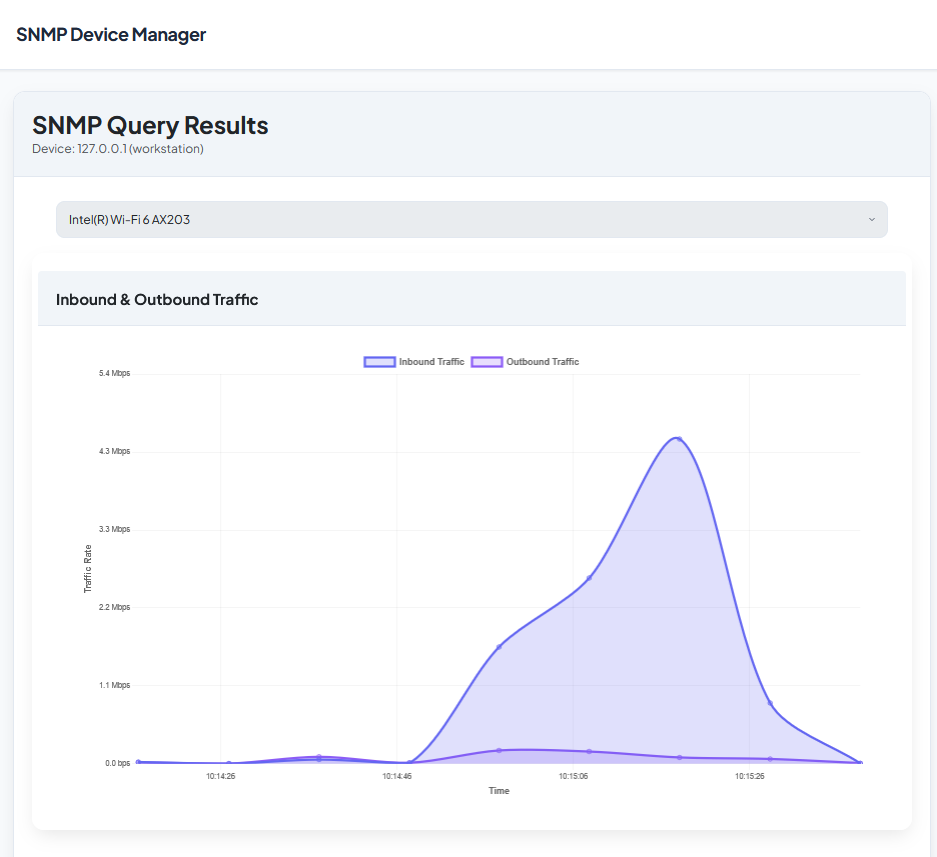 SNMP Device Manager
SNMP Query Results
Device: 127.0.0.1 (workstation)
Intel(R) Wi-Fi 6 AX203
Inbound & Outbound Traffic
Inbound Traffic Outbound Traffic
5.4 Mbps
4.3 Mbps
3.3 Mbps
2.2 Mbps
1.1 Mbps
0.0 bps
Traffic Rate
10:14:26 10:14:46 10:15:06 10:15:26
Time